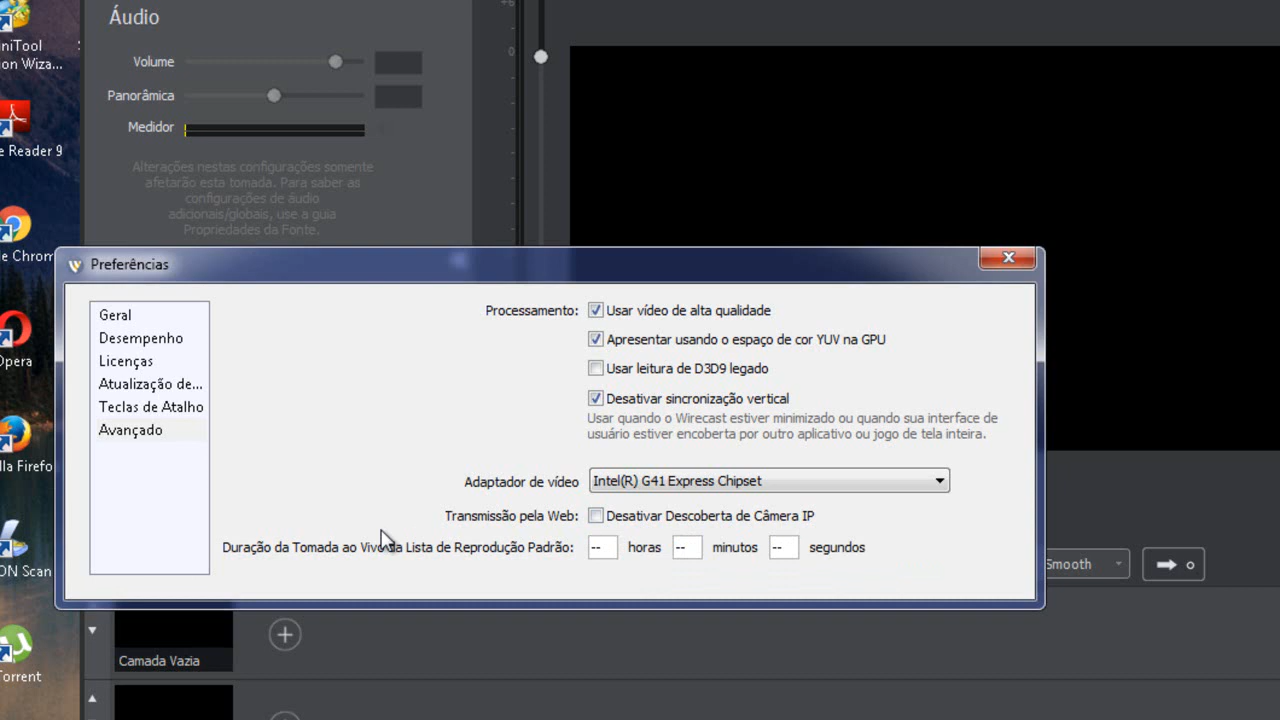 Áudio
+6
iniTool
ion Wiza...
Volume
0
Panorâmica
Medidor
e Reader 9
Alterações nestas configurações somente
afetarão esta tomada. Para saber as
configurações de áudio
adicionais/globais, use a guia
Propriedades da Fonte.
e Chrom
Preferências
Geral
Desempenho
Licenças
Atualização de...
Teclas de Atalho
Avançado
Processamento:
Usar vídeo de alta qualidade
Apresentar usando o espaço de cor YUV na GPU
Usar leitura de D3D9 legado
Desativar sincronização vertical
Usar quando o Wirecast estiver minimizado ou quando sua interface de
usuário estiver encoberta por outro aplicativo ou jogo de tela inteira.
Adaptador de vídeo
Intel(R) G41 Express Chipset
Transmissão pela Web:
Desativar Descoberta de Câmera IP
Duração da Tomada ao Vivo da Lista de Reprodução Padrão:
-- horas -- minutos -- segundos
Opera
lla Firefo
ON Scan
Smooth
Camada Vazia
Torrent